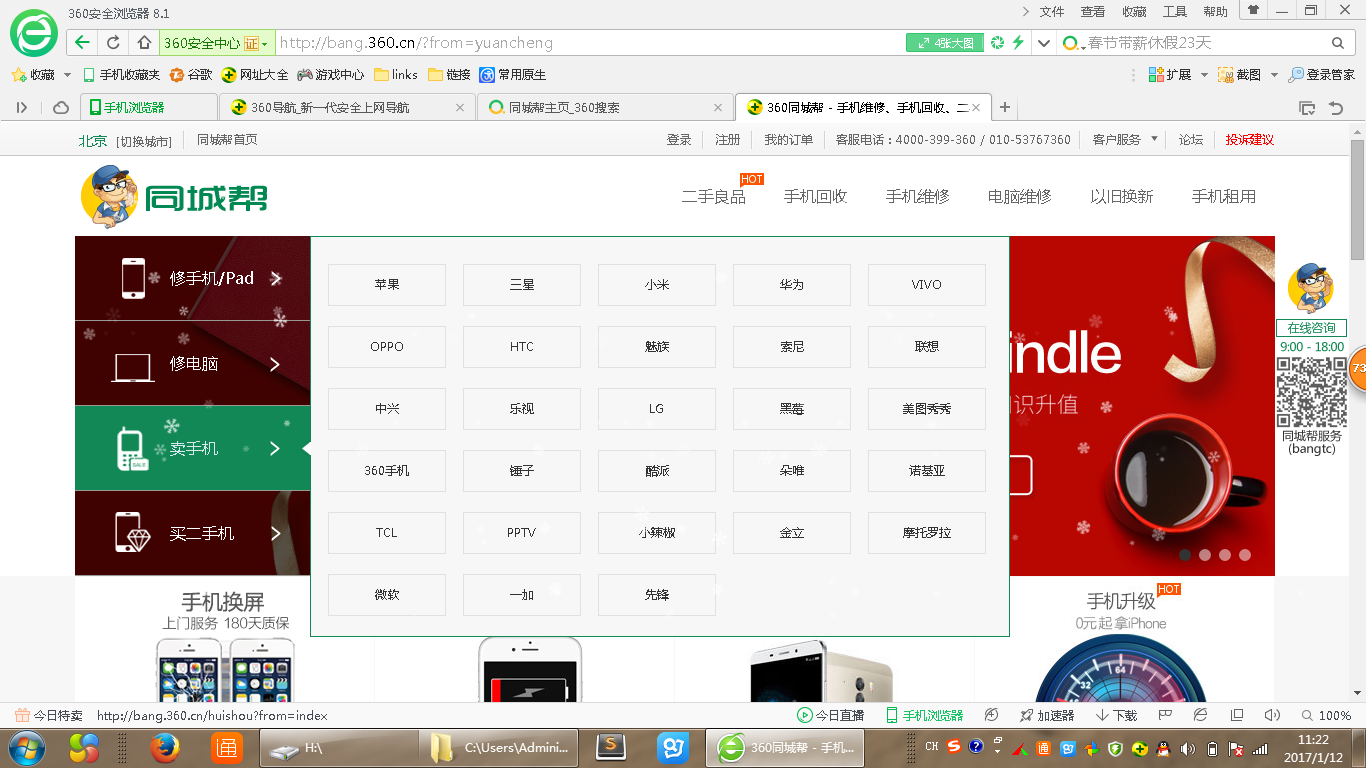 360安全浏览器 8.1
文件 查看 收藏 工具 帮助
360安全中心 证 http://bang.360.cn/?from=yuancheng 4张大图 春节带薪休假23天
收藏 手机收藏夹 谷歌 网址大全 游戏中心 links 链接 常用原生 扩展 截图 登录管家
手机浏览器 360导航_新一代安全上网导航 同城帮主页_360搜索 360同城帮 - 手机维修、手机回收、二
北京 [切换城市] 同城帮首页 登录 注册 我的订单 客服电话：4000-399-360 / 010-53767360 客户服务 论坛 投诉建议
同城帮
HOT
二手良品 手机回收 手机维修 电脑维修 以旧换新 手机租用
修手机/Pad
修电脑
卖手机
SALE
买二手机
苹果 三星 小米 华为 VIVO
OPPO HTC 魅族 索尼 联想
中兴 乐视 LG 黑莓 美图秀秀
360手机 锤子 酷派 朵唯 诺基亚
TCL PPTV 小辣椒 金立 摩托罗拉
微软 一加 先锋
indle
识升值
在线咨询
9:00 - 18:00
73
同城帮服务
(bangtc)
手机换屏
上门服务 180天质保
HOT
手机升级
0元起拿iPhone
64
32
今日特卖 http://bang.360.cn/huishou?from=index 今日直播 手机浏览器 加速器 下载 100%
通 H:\ C:\Users\Admini... S 360同城帮 - 手机... CH 通 11:22
2017/1/12